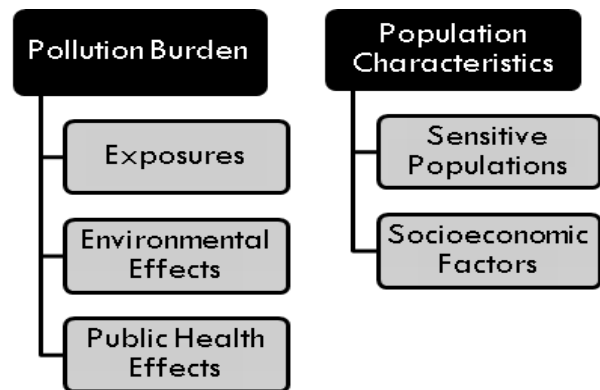 Pollution Burden
Exposures
Environmental
Effects
Public Health
Effects
Population
Characteristics
Sensitive
Populations
Socioeconomic
Factors